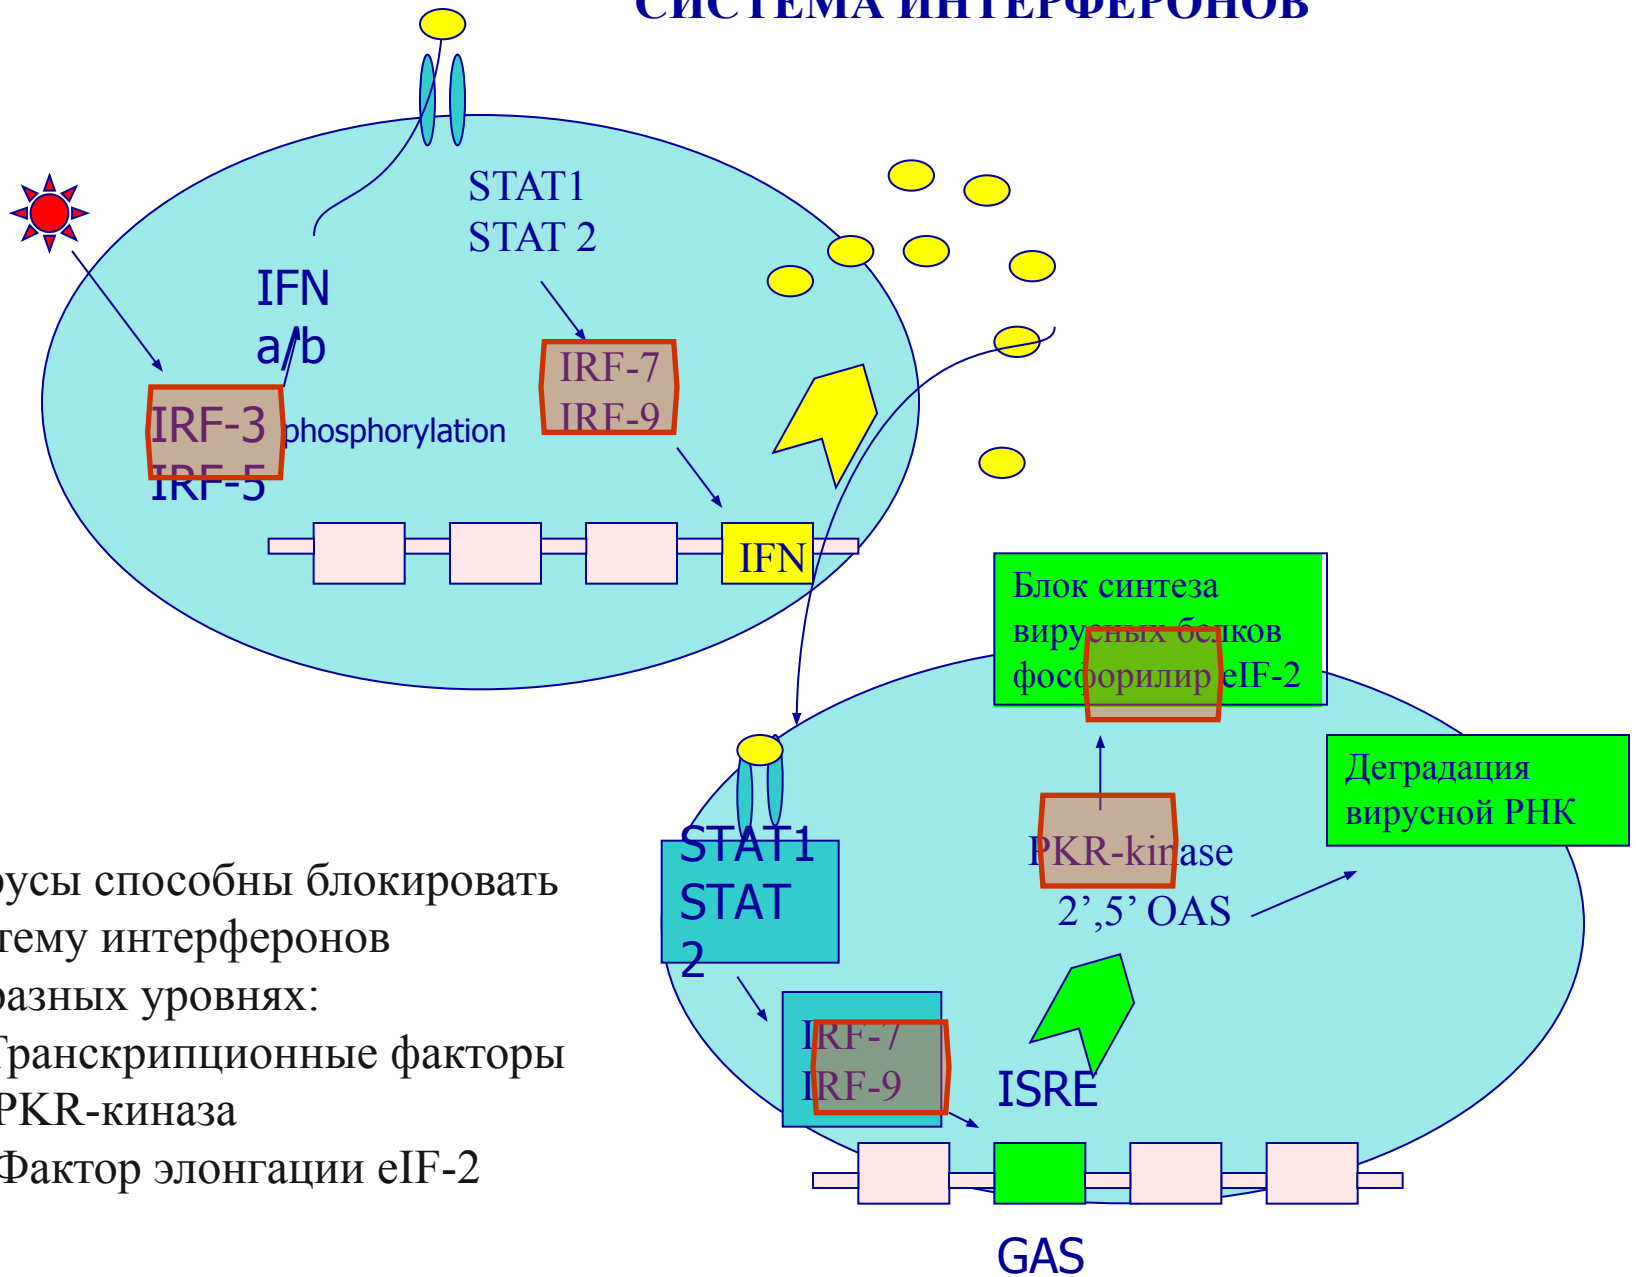 СИСТЕМА ИНТЕРФЕРОНОВ
STAT1
STAT 2
IFN
a/b
IRF-7
IRF-9
IRF-3
phosphorylation
IRF-5
IFN
Блок синтеза
вирусных белков
фосфорилир eIF-2
Деградация
вирусной РНК
STAT1
STAT
2
PKR-kinase
2’,5’ OAS
IRF-7
IRF-9
ISRE
GAS
русы способны блокировать
тему интерферонов
разных уровнях:
Транскрипционные факторы
PKR-киназа
Фактор элонгации eIF-2